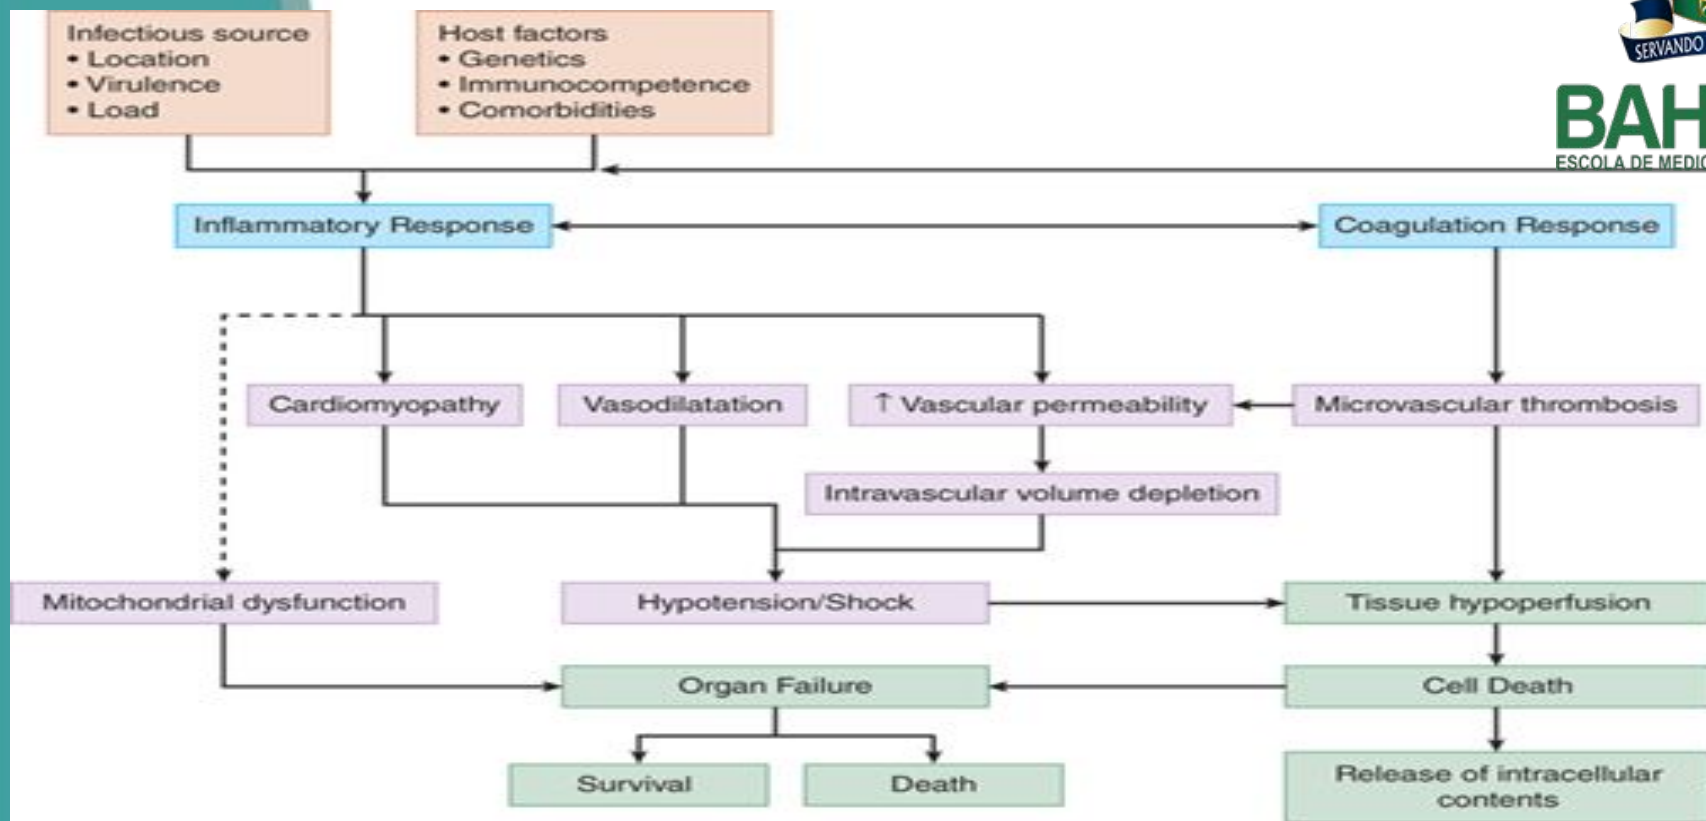 Infectious source
• Location
• Virulence
• Load
Host factors
• Genetics
• Immunocompetence
• Comorbidities
SERVANDO
BAH
ESCOLA DE MEDIC
Inflammatory Response
Coagulation Response
Cardiomyopathy
Vasodilatation
↑ Vascular permeability
Microvascular thrombosis
Intravascular volume depletion
Mitochondrial dysfunction
Hypotension/Shock
Tissue hypoperfusion
Organ Failure
Cell Death
Survival
Death
Release of intracellular
contents